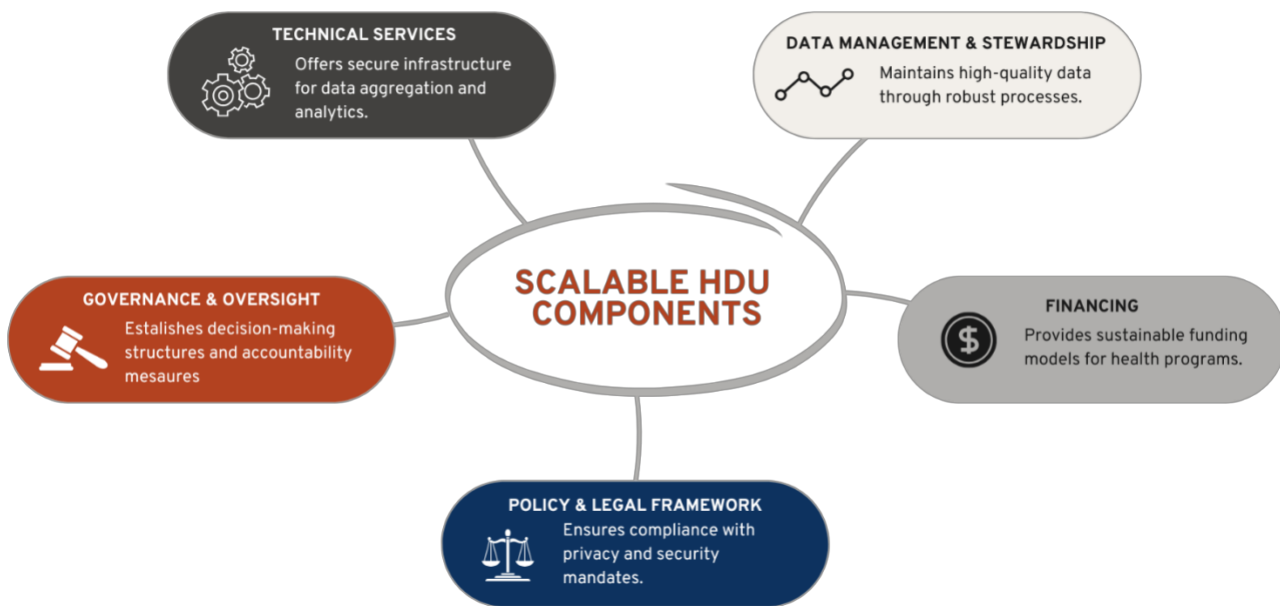 TECHNICAL SERVICES
Offers secure infrastructure
for data aggregation and
analytics.
DATA MANAGEMENT & STEWARDSHIP
Maintains high-quality data
through robust processes.
SCALABLE HDU
COMPONENTS
GOVERNANCE & OVERSIGHT
Estalishes decision-making
structures and accountability
mesaures
FINANCING
$
Provides sustainable funding
models for health programs.
POLICY & LEGAL FRAMEWORK
Ensures compliance with
privacy and security
mandates.